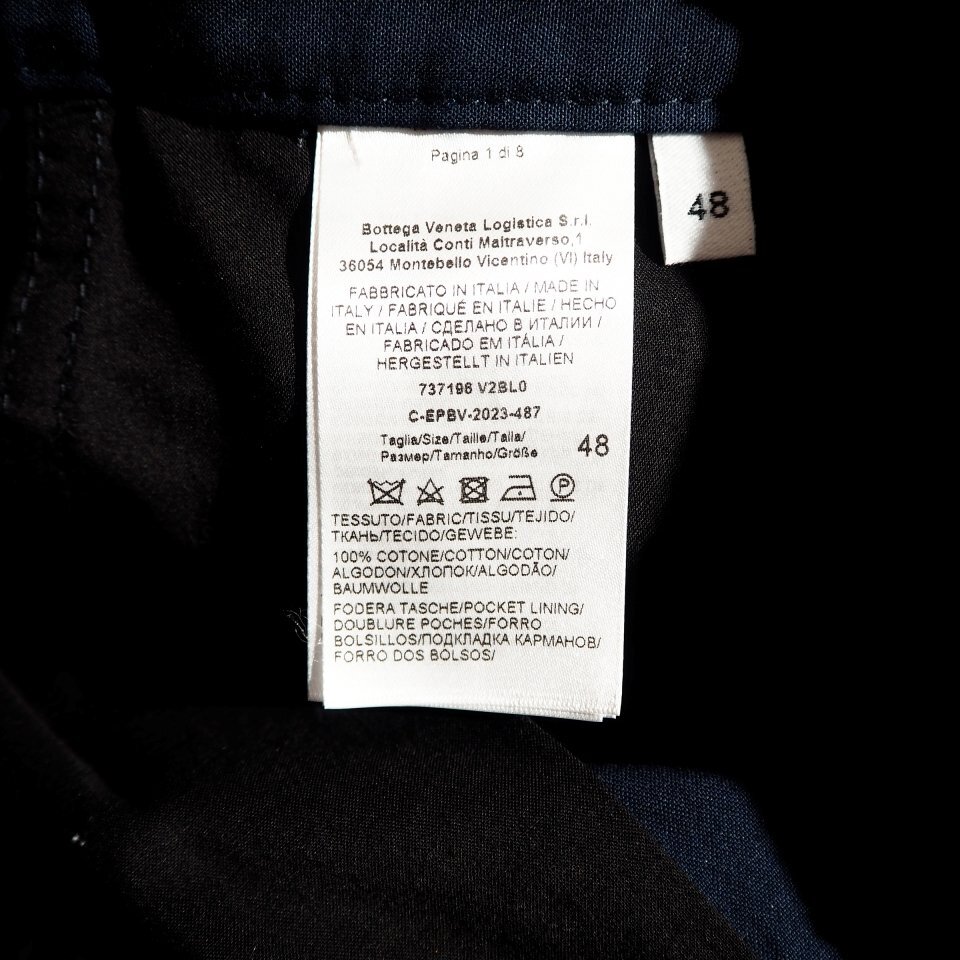 Pagina 1 di 8
48
Bottega Veneta Logistica S.r.l.
Località Conti Maltraverso,1
36054 Montebello Vicentino (VI) Italy
FABBRICATO IN ITALIA / MADE IN
ITALY / FABRIQUÉ EN ITALIE / HECHO
EN ITALIA / СДЕЛАНО В ИТАЛИИ /
FABRICADO EM ITÁLIA /
HERGESTELLT IN ITALIEN
737198 V2BL0
C-EPBV-2023-487
Taglia/Size/Taille/Talla/
Размер/Tamanho/Größe
48
P
TESSUTO/FABRIC/TISSU/TEJIDO/
ТКАНЬ/TECIDO/GEWEBE:
100% COTONE/COTTON/COTON/
ALGODON/ХЛОПОК/ALGODÃO/
BAUMWOLLE
FODERA TASCHE/POCKET LINING/
DOUBLURE POCHES/FORRO
BOLSILLOS/ПОДКЛАДКА КАРМАНОВ/
FORRO DOS BOLSOS/